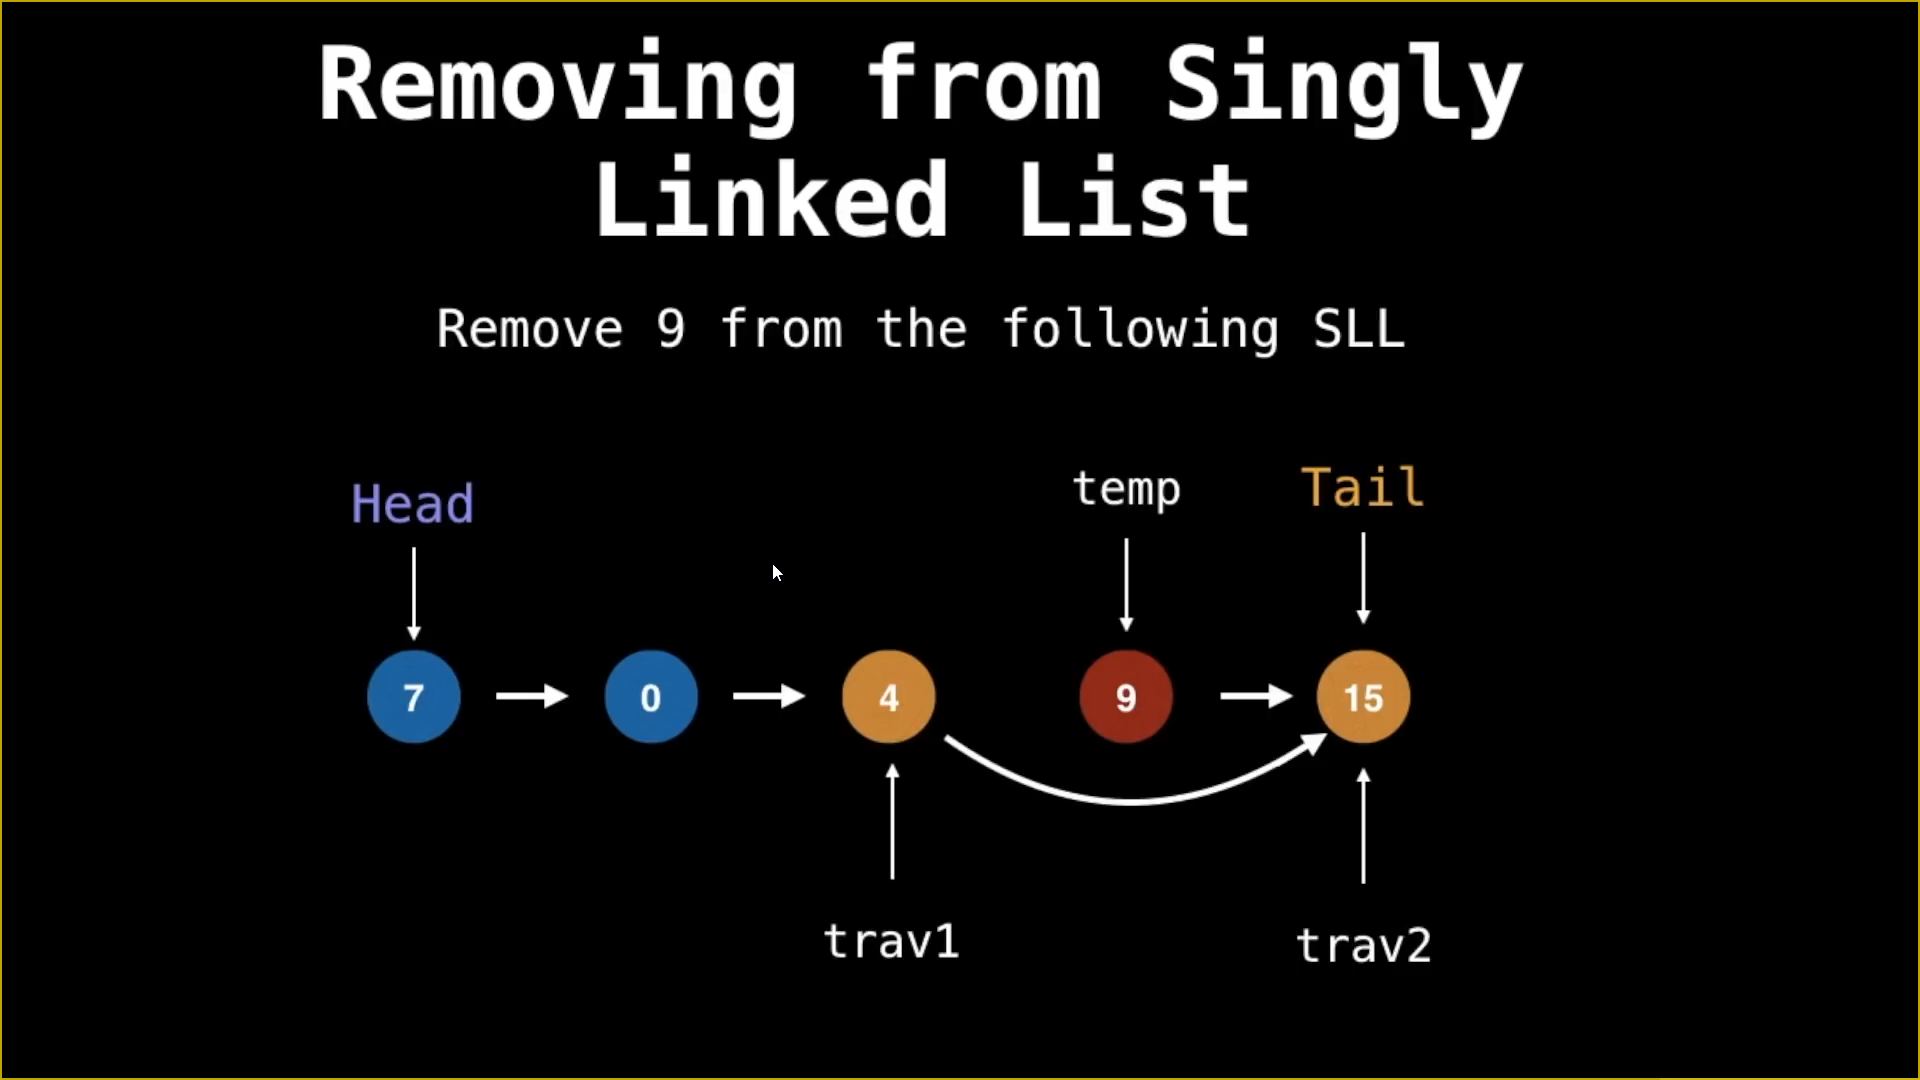 Removing from Singly
Linked List
Remove 9 from the following SLL
Head
temp
Tail
7
0
4
9
15
trav1
trav2